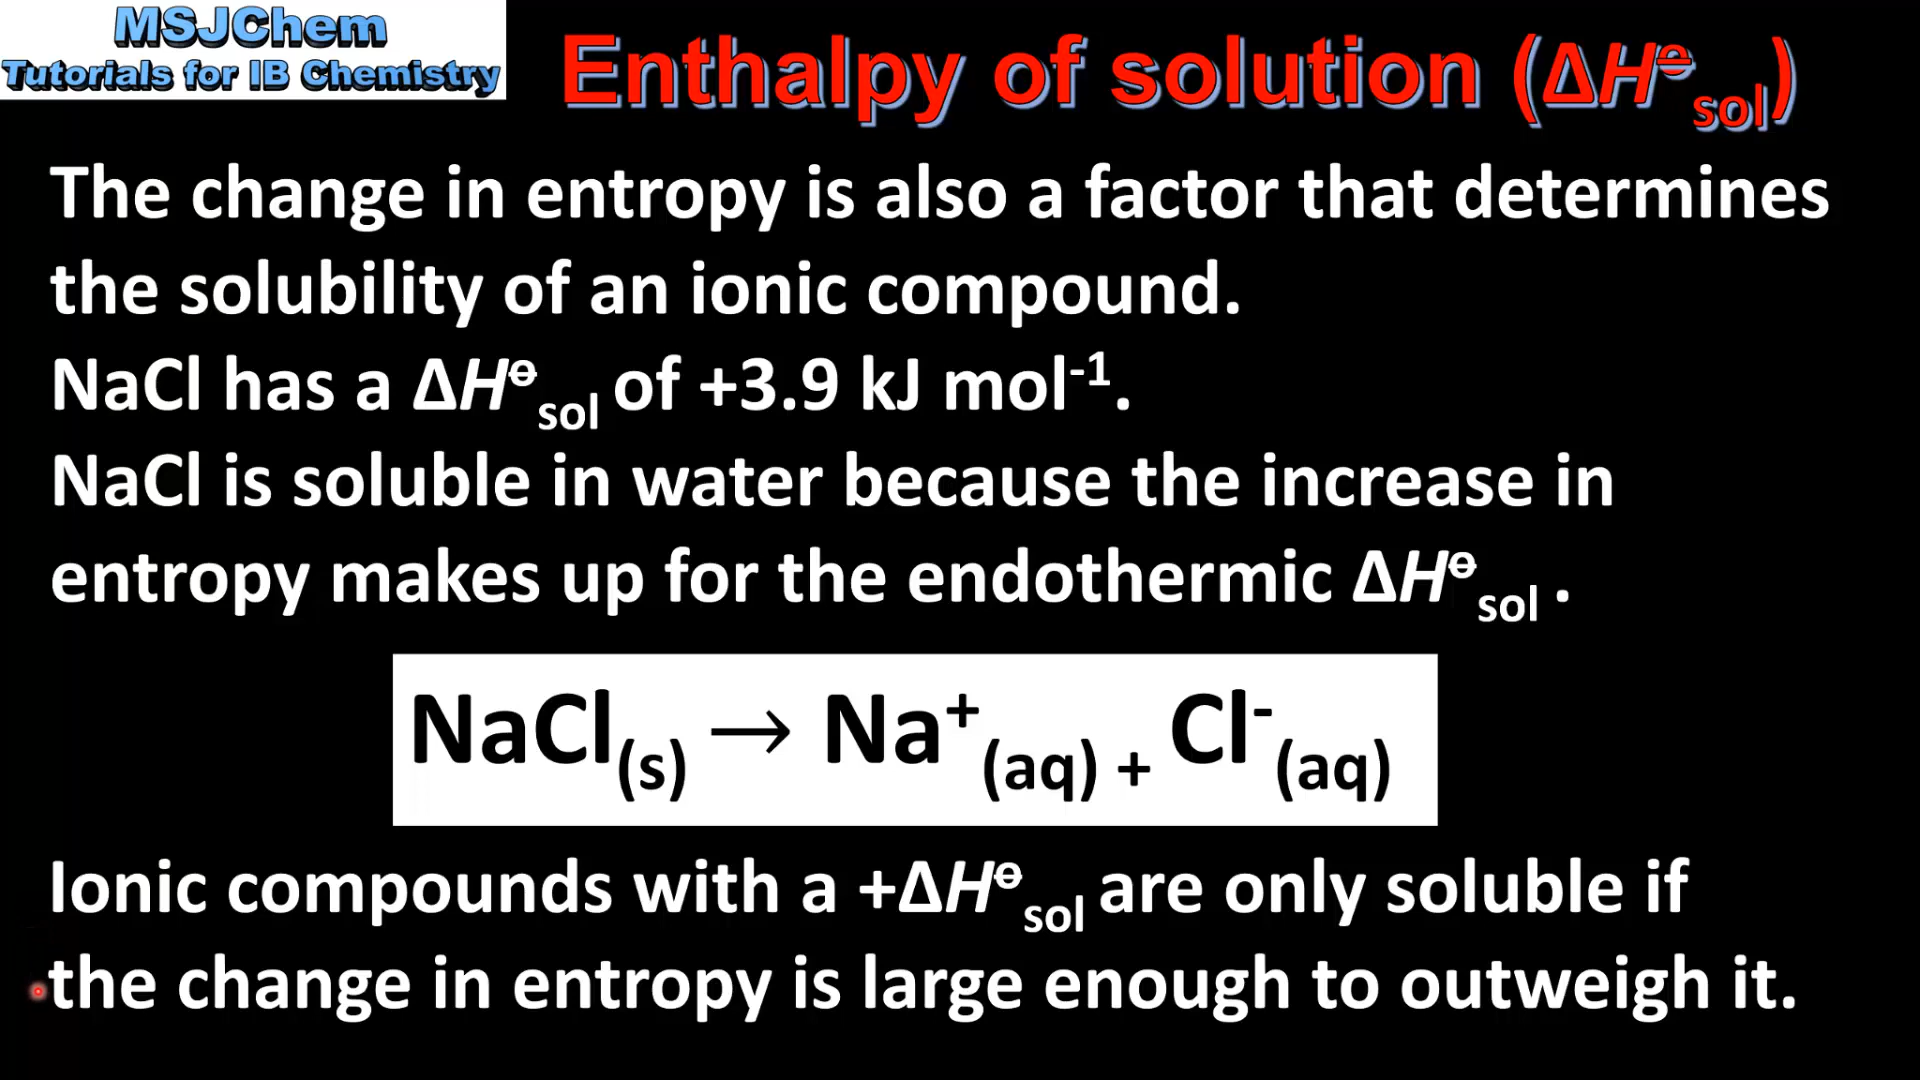 MSJChem
Tutorials for IB Chemistry
Enthalpy of solution (ΔH⦵sol)
The change in entropy is also a factor that determines
the solubility of an ionic compound.
NaCl has a ΔH⦵sol of +3.9 kJ mol-1.
NaCl is soluble in water because the increase in
entropy makes up for the endothermic ΔH⦵sol .
NaCl(s) → Na+(aq) + Cl-(aq)
Ionic compounds with a +ΔH⦵sol are only soluble if
the change in entropy is large enough to outweigh it.